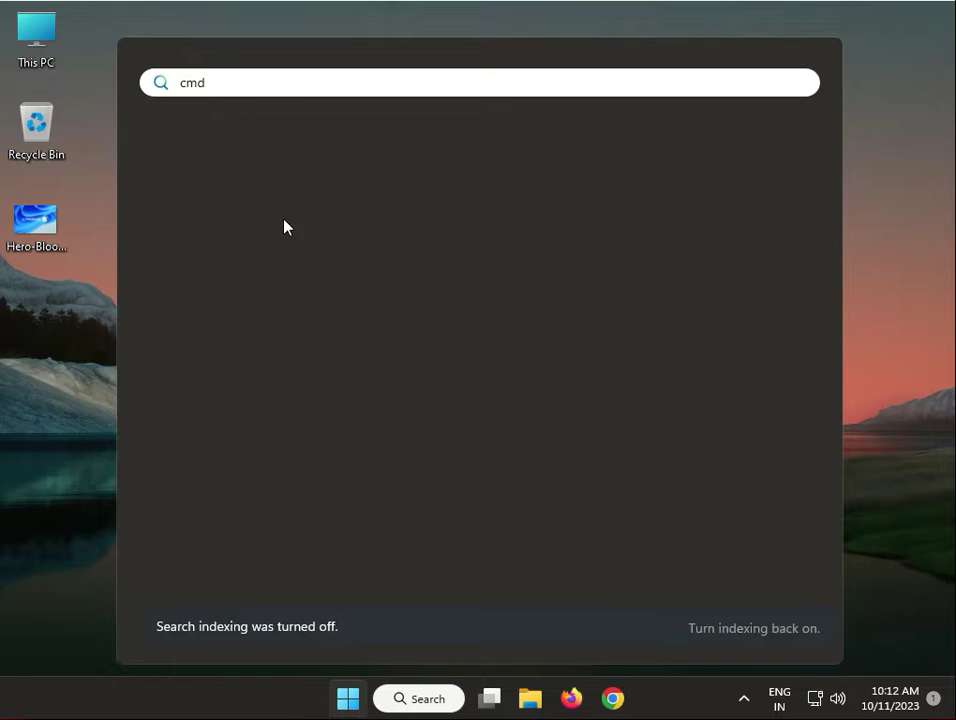 This PC
cmd
Recycle Bin
Hero-Bloo...
Search indexing was turned off.
Turn indexing back on.
Search
ENG
IN
10:12 AM
10/11/2023
1